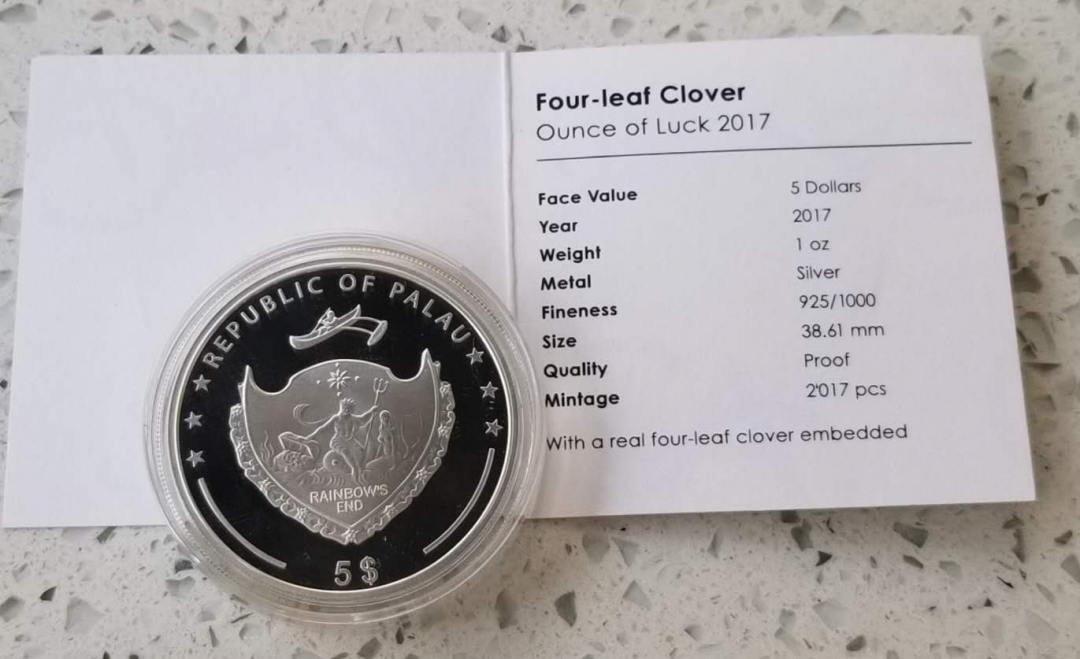 Four-leaf Clover
Ounce of Luck 2017
Face Value 5 Dollars
Year 2017
Weight 1 oz
Metal Silver
Fineness 925/1000
Size 38.61 mm
Quality Proof
Mintage 2'017 pcs
With a real four-leaf clover embedded
REPUBLIC OF PALAU
RAINBOW'S
END
5 $